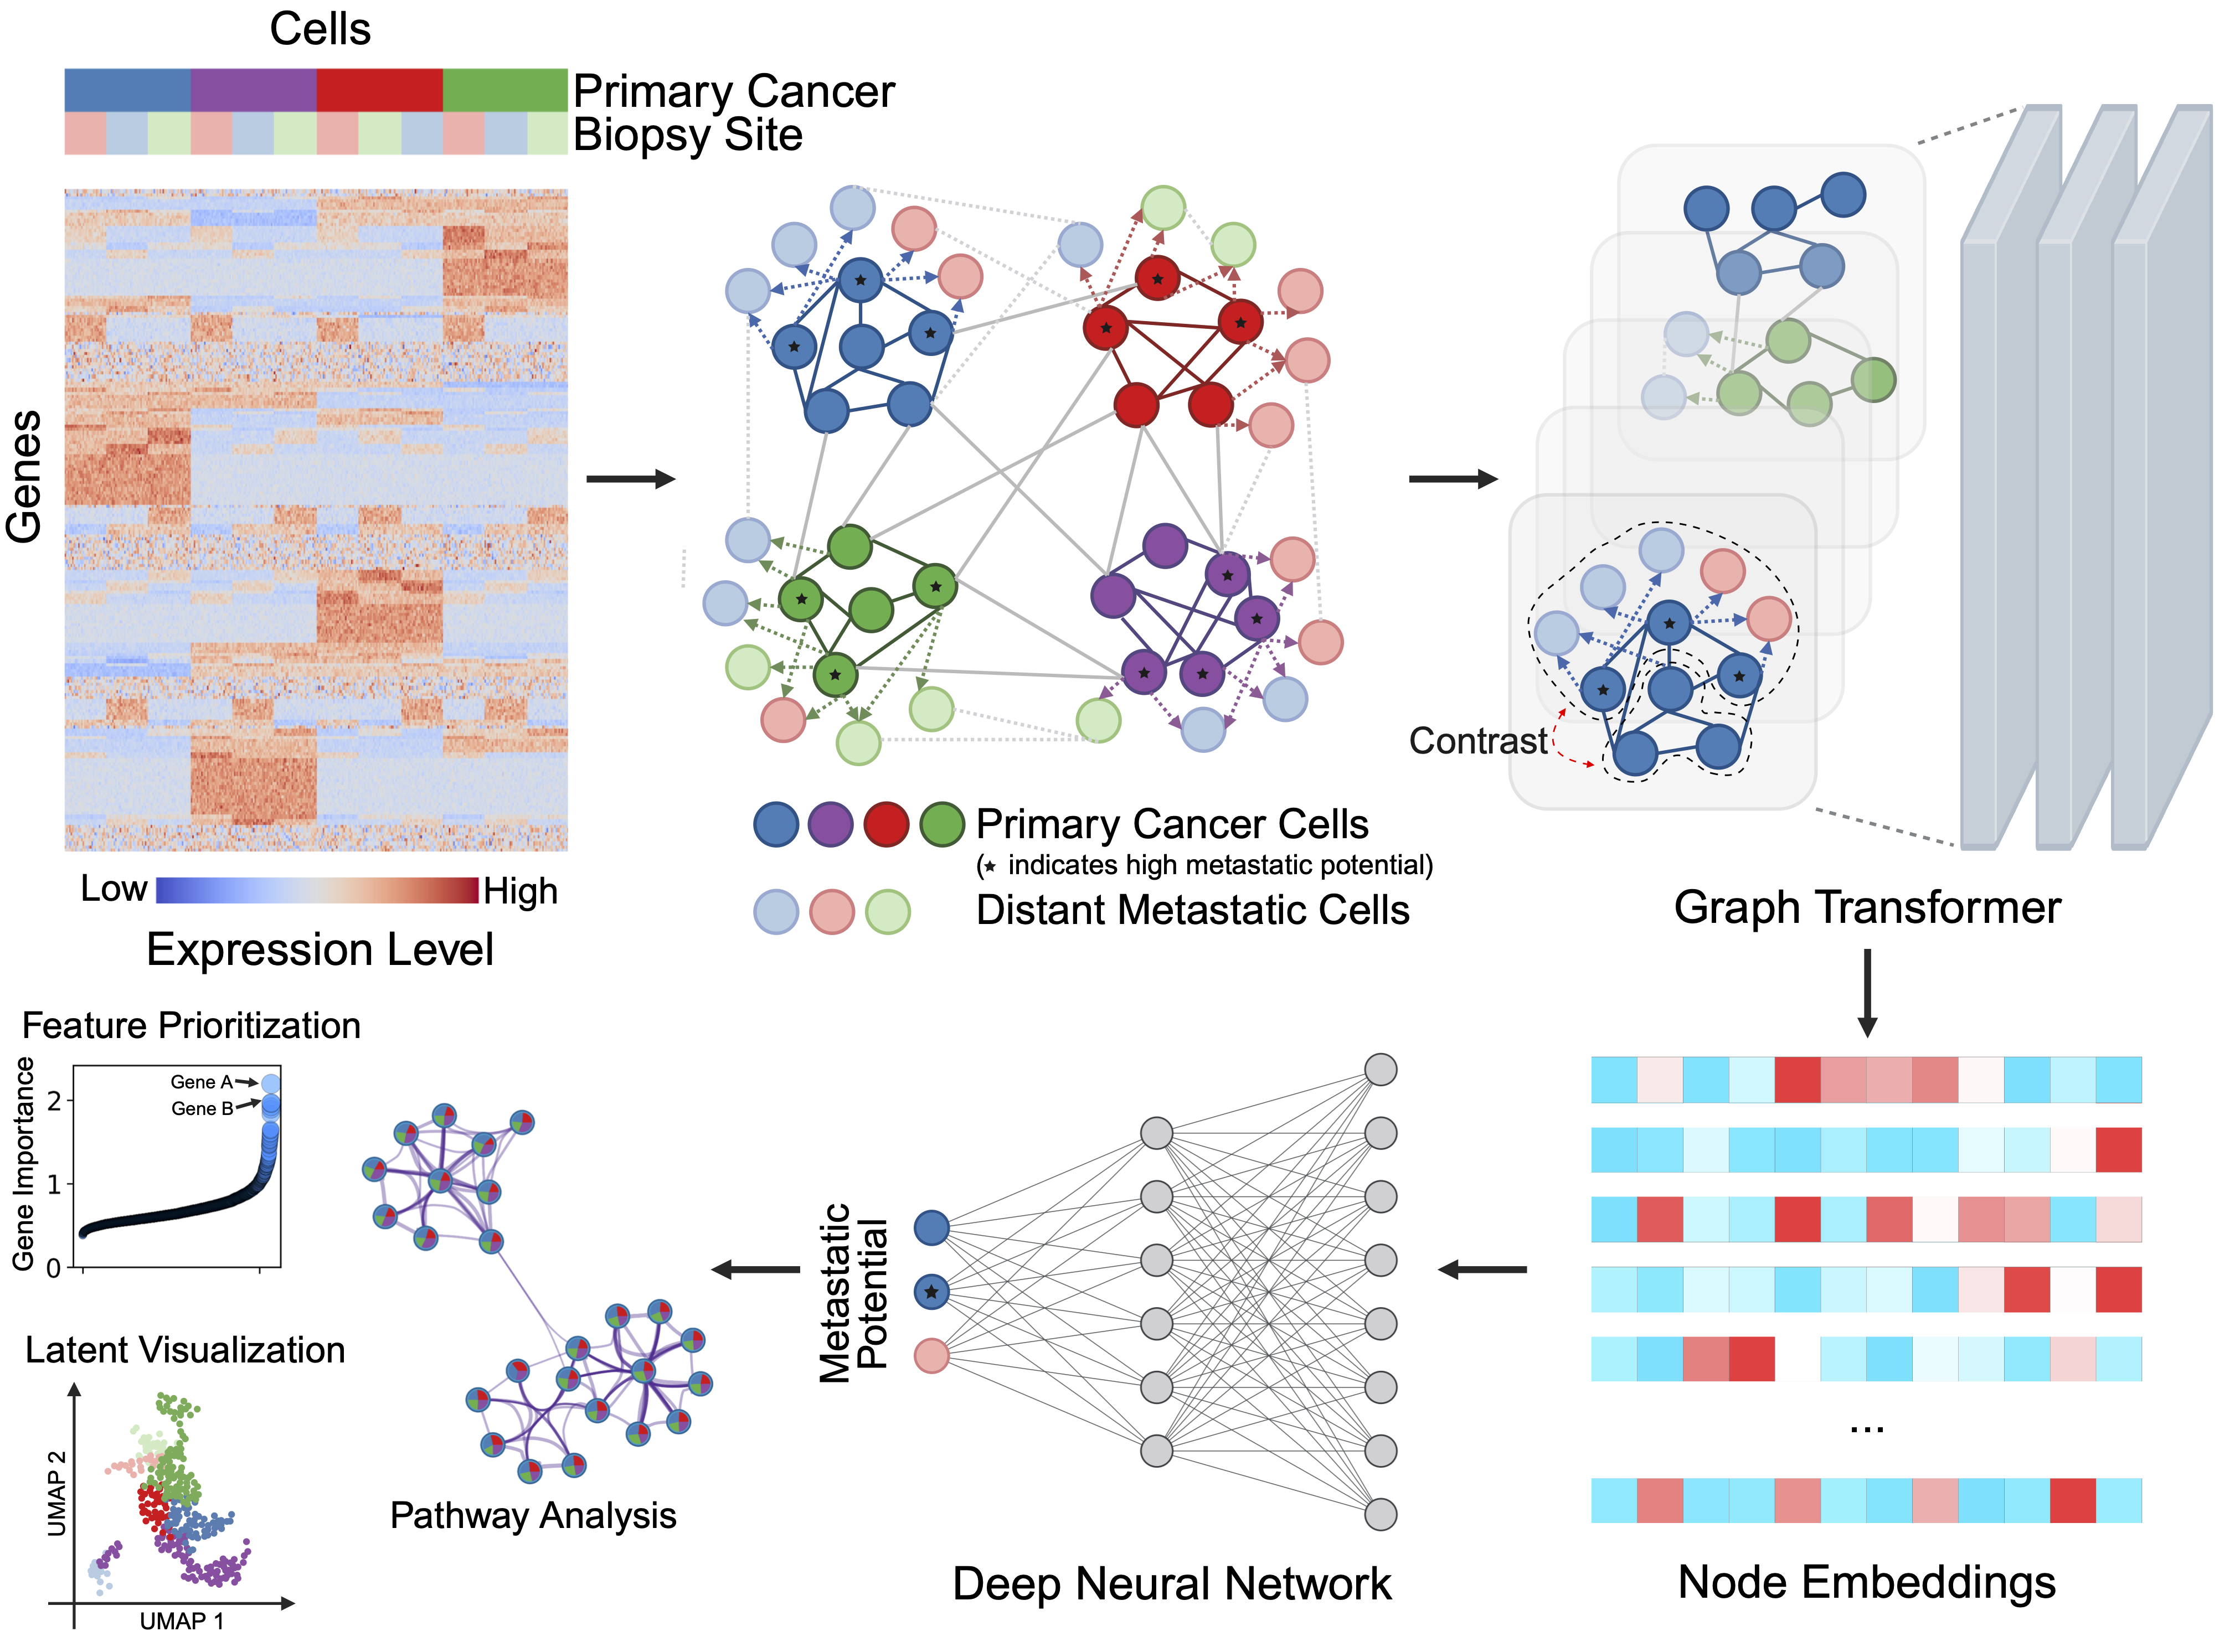 Cells
Primary Cancer
Biopsy Site
Genes
Low
High
Expression Level
Primary Cancer Cells
(★ indicates high metastatic potential)
Distant Metastatic Cells
Contrast
Graph Transformer
Node Embeddings
...
Deep Neural Network
Metastatic
Potential
Pathway Analysis
Feature Prioritization
Gene Importance
2
1
0
Gene A
Gene B
Latent Visualization
UMAP 2
UMAP 1